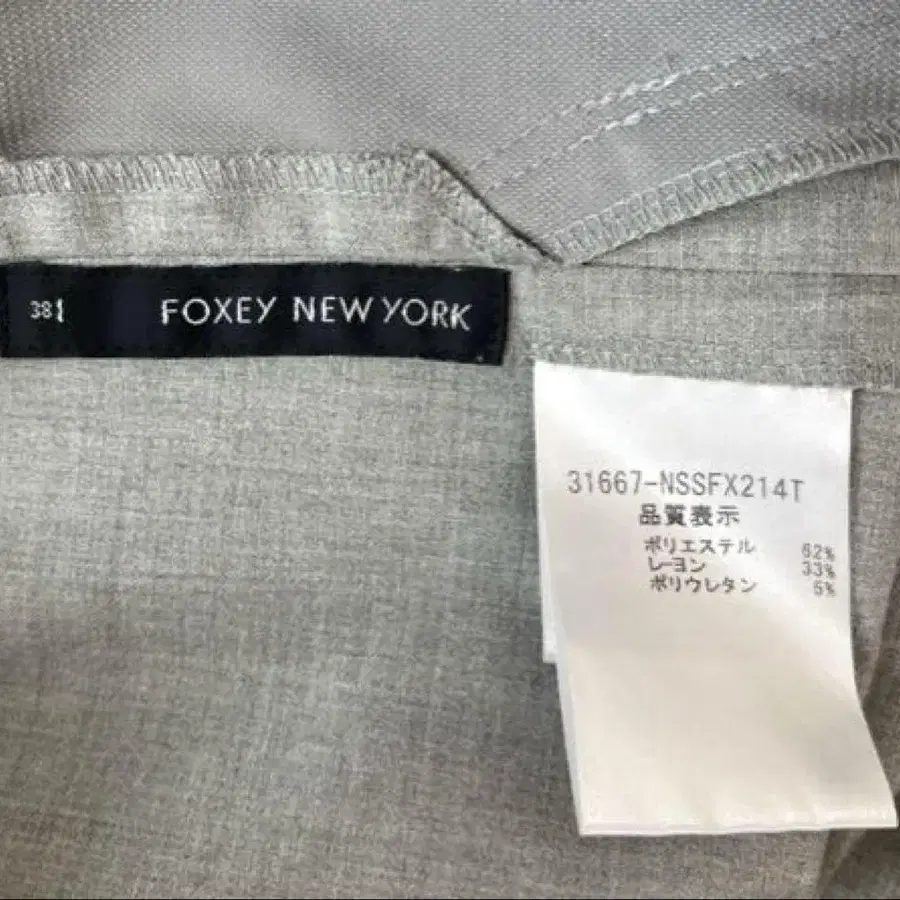 38
FOXEY NEW YORK
31667-NSSFX214T
品質表示
ポリエステル 62%
レーヨン 33%
ポリウレタン 5%